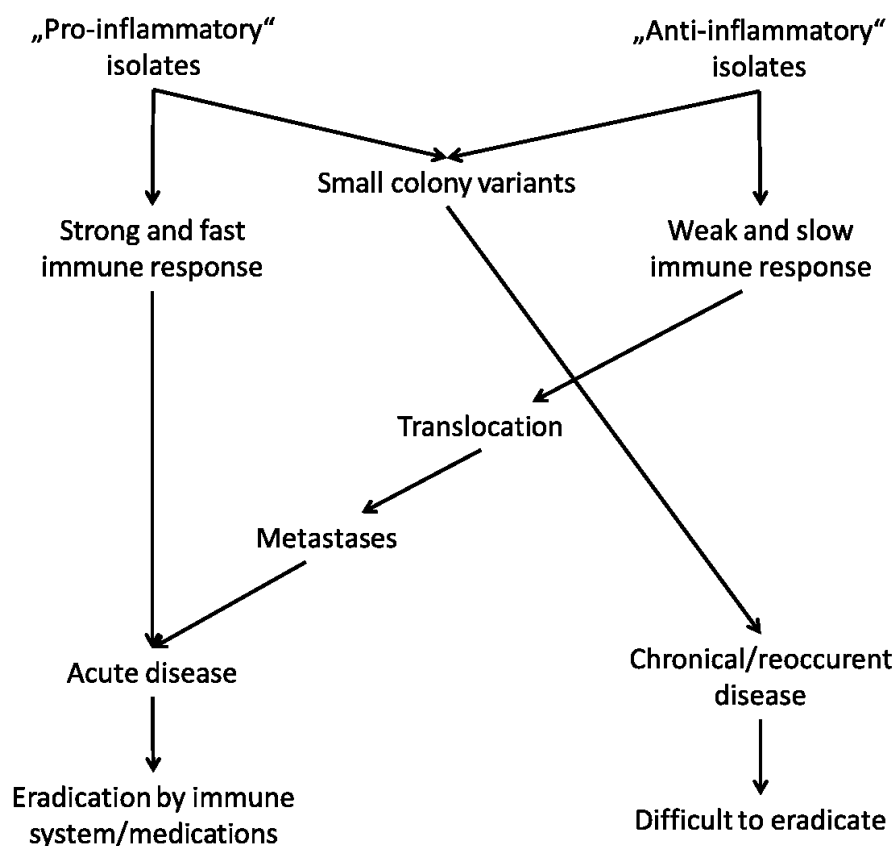 „Pro-inflammatory“
isolates
„Anti-inflammatory“
isolates
Small colony variants
Strong and fast
immune response
Weak and slow
immune response
Translocation
Metastases
Acute disease
Chronical/reoccurent
disease
Eradication by immune
system/medications
Difficult to eradicate